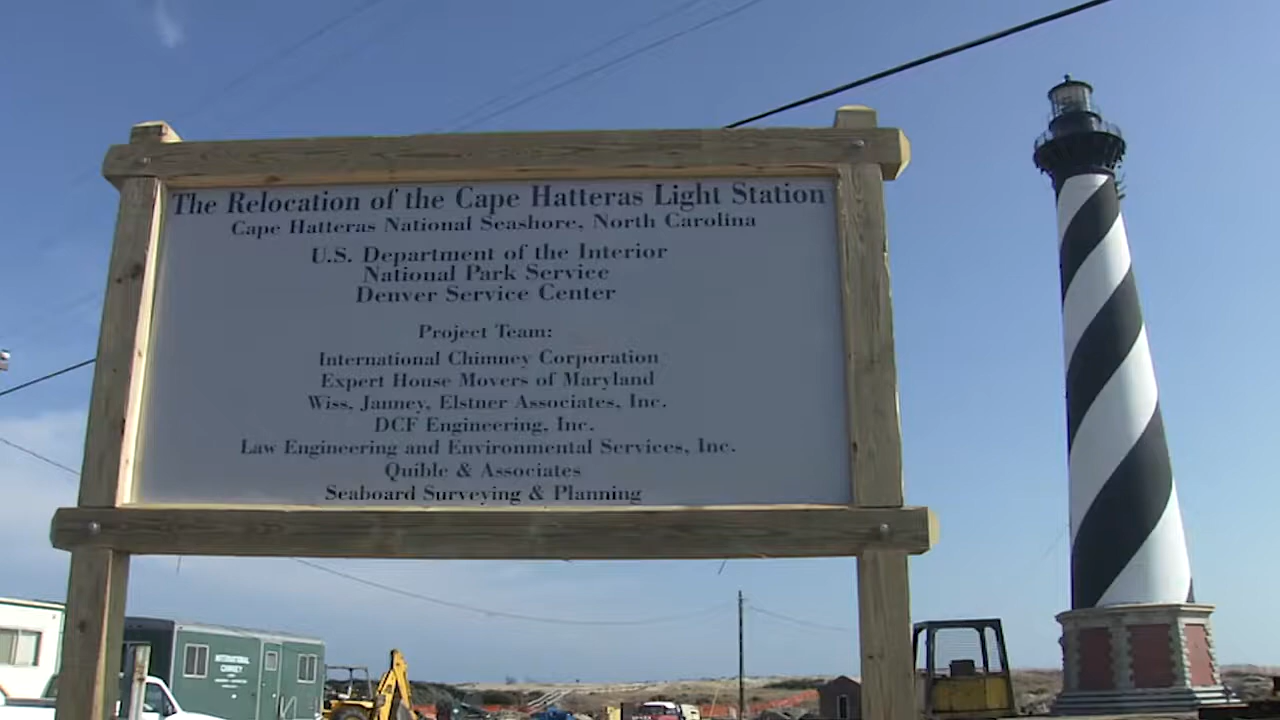 The Relocation of the Cape Hatteras Light Station
Cape Hatteras National Seashore, North Carolina
U.S. Department of the Interior
National Park Service
Denver Service Center
Project Team:
International Chimney Corporation
Expert House Movers of Maryland
Wiss, Janney, Elstner Associates, Inc.
DCF Engineering, Inc.
Law Engineering and Environmental Services, Inc.
Quible & Associates
Seaboard Surveying & Planning
INTERNATIONAL
CHIMNEY